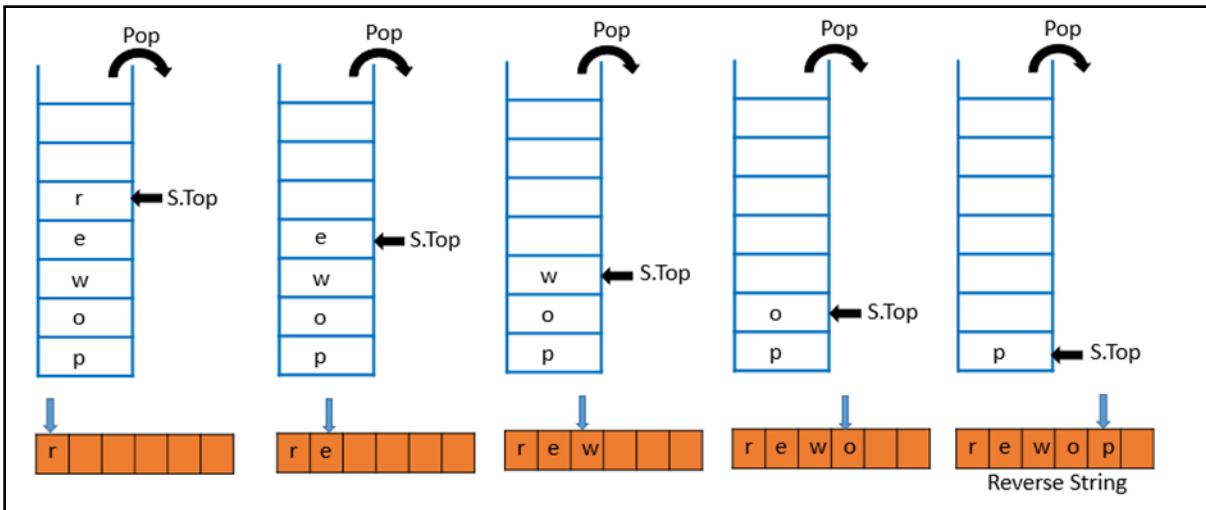 Pop Pop Pop Pop Pop
r S.Top
e e S.Top
w w w S.Top
o o o o S.Top
p p p p p S.Top
r r e r e w r e w o r e w o p
Reverse String